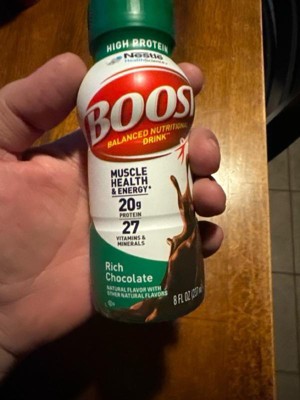 HIGH PROTEIN
Nestlé
HealthScience
BOOST
BALANCED NUTRITIONAL
DRINK
MUSCLE
HEALTH
& ENERGY*
20g
PROTEIN
27
VITAMINS &
MINERALS
Rich
Chocolate
NATURAL FLAVOR WITH
OTHER NATURAL FLAVORS
8 FL OZ (237 mL)